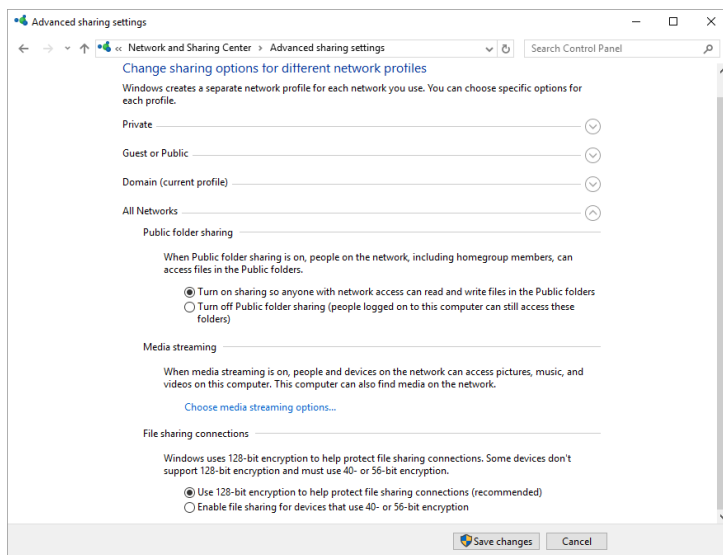 Advanced sharing settings
« Network and Sharing Center > Advanced sharing settings
Search Control Panel
Change sharing options for different network profiles
Windows creates a separate network profile for each network you use. You can choose specific options for
each profile.
Private
Guest or Public
Domain (current profile)
All Networks
Public folder sharing
When Public folder sharing is on, people on the network, including homegroup members, can
access files in the Public folders.
Turn on sharing so anyone with network access can read and write files in the Public folders
Turn off Public folder sharing (people logged on to this computer can still access these
folders)
Media streaming
When media streaming is on, people and devices on the network can access pictures, music, and
videos on this computer. This computer can also find media on the network.
Choose media streaming options...
File sharing connections
Windows uses 128-bit encryption to help protect file sharing connections. Some devices don't
support 128-bit encryption and must use 40- or 56-bit encryption.
Use 128-bit encryption to help protect file sharing connections (recommended)
Enable file sharing for devices that use 40- or 56-bit encryption
Save changes
Cancel